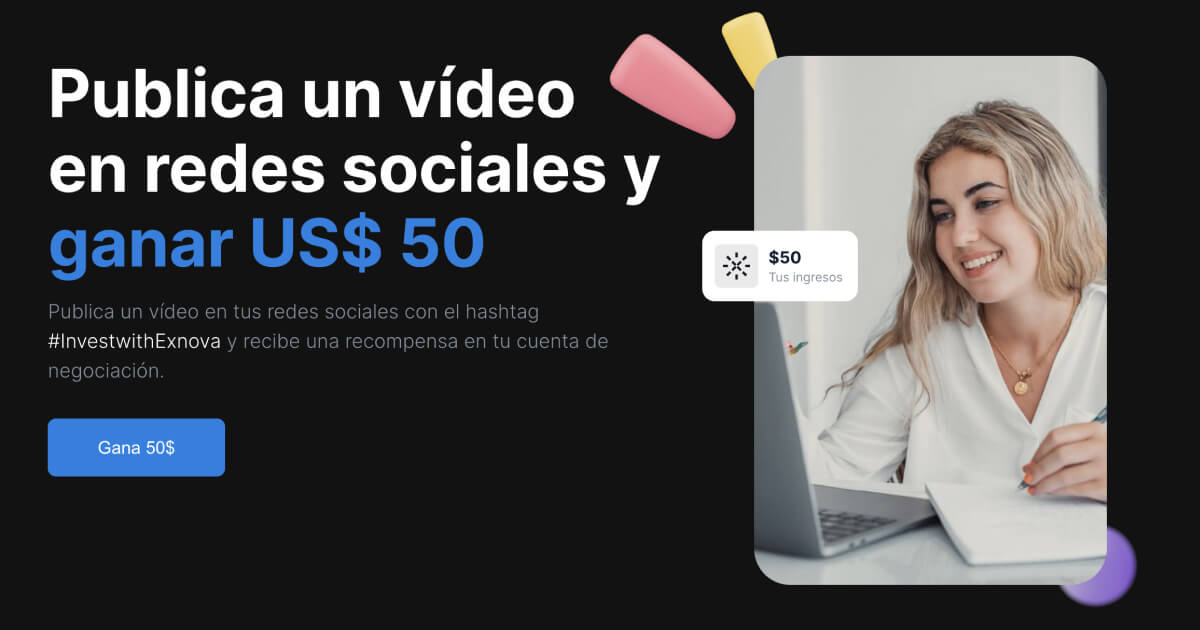 Publica un vídeo
en redes sociales y
ganar US$ 50
Publica un vídeo en tus redes sociales con el hashtag
#InvestwithExnova y recibe una recompensa en tu cuenta de
negociación.
Gana 50$
$50
Tus ingresos